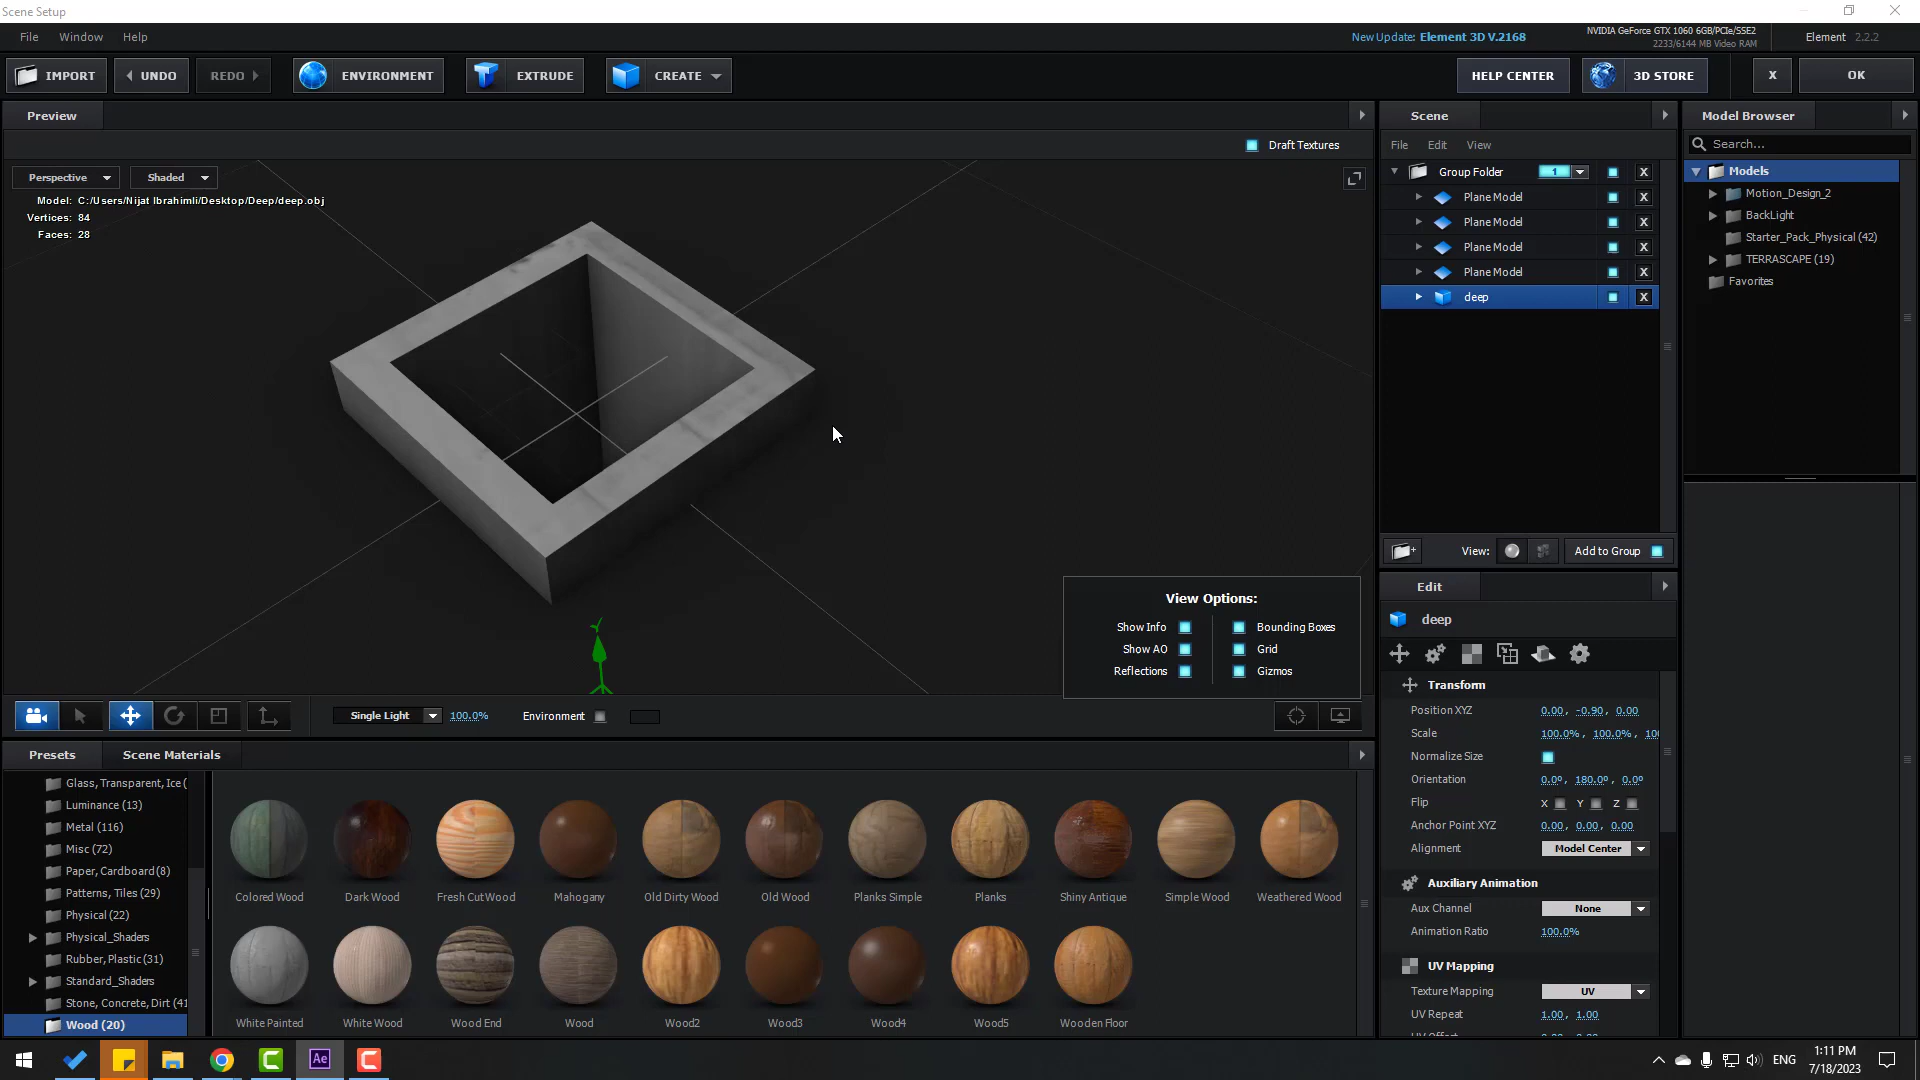 Scene Setup
File Window Help
New Update: Element 3D V.2168
NVIDIA GeForce GTX 1060 6GB/PCIe/SSE2
2233/6144 MB Video RAM
Element 2.2.2
IMPORT UNDO REDO ENVIRONMENT EXTRUDE CREATE HELP CENTER 3D STORE X OK
Preview
Draft Textures
Perspective Shaded
Model: C:/Users/Nijat Ibrahimli/Desktop/Deep/deep.obj
Vertices: 84
Faces: 28
View Options:
Show Info Bounding Boxes
Show AO Grid
Reflections Gizmos
Single Light 100.0% Environment
Scene
File Edit View
Group Folder 1 X
Plane Model X
Plane Model X
Plane Model X
Plane Model X
deep X
View: Add to Group
Model Browser
Search...
Models
Motion_Design_2
BackLight
Starter_Pack_Physical (42)
TERRASCAPE (19)
Favorites
Edit
deep
Transform
Position XYZ 0.00, -0.90, 0.00
Scale 100.0%, 100.0%, 10
Normalize Size
Orientation 0.0º, 180.0º, 0.0º
Flip X Y Z
Anchor Point XYZ 0.00, 0.00, 0.00
Alignment Model Center
Auxiliary Animation
Aux Channel None
Animation Ratio 100.0%
UV Mapping
Texture Mapping UV
UV Repeat 1.00, 1.00
Presets Scene Materials
Glass, Transparent, Ice (
Luminance (13)
Metal (116)
Misc (72)
Paper, Cardboard (8)
Patterns, Tiles (29)
Physical (22)
Physical_Shaders
Rubber, Plastic (31)
Standard_Shaders
Stone, Concrete, Dirt (41
Wood (20)
Colored Wood Dark Wood Fresh Cut Wood Mahogany Old Dirty Wood Old Wood Planks Simple Planks Shiny Antique Simple Wood Weathered Wood
White Painted White Wood Wood End Wood Wood2 Wood3 Wood4 Wood5 Wooden Floor
Ae
ENG
1:11 PM
7/18/2023